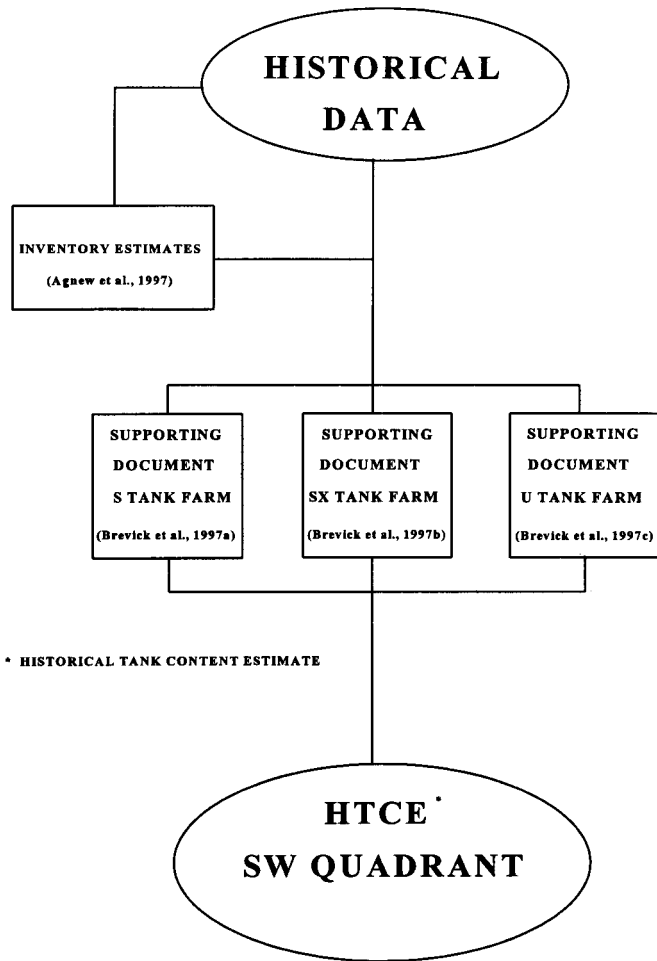 HISTORICAL
DATA
INVENTORY ESTIMATES
(Agnew et al., 1997)
SUPPORTING
DOCUMENT
S TANK FARM
(Brevick et al., 1997a)
SUPPORTING
DOCUMENT
SX TANK FARM
(Brevick et al., 1997b)
SUPPORTING
DOCUMENT
U TANK FARM
(Brevick et al., 1997c)
* HISTORICAL TANK CONTENT ESTIMATE
HTCE*
SW QUADRANT